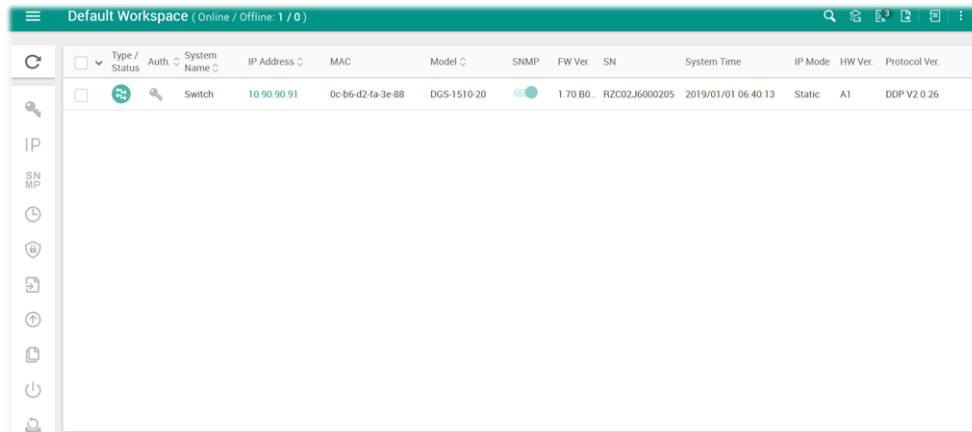 Default Workspace ( Online / Offline: 1 / 0 )
3
Type / Status Auth. System Name IP Address MAC Model SNMP FW Ver. SN System Time IP Mode HW Ver. Protocol Ver.
Switch 10.90.90.91 0c-b6-d2-fa-3e-88 DGS-1510-20 1.70.B0... RZC02J6000205 2019/01/01 06:40:13 Static A1 DDP V2 0.26
IP
SN
MP